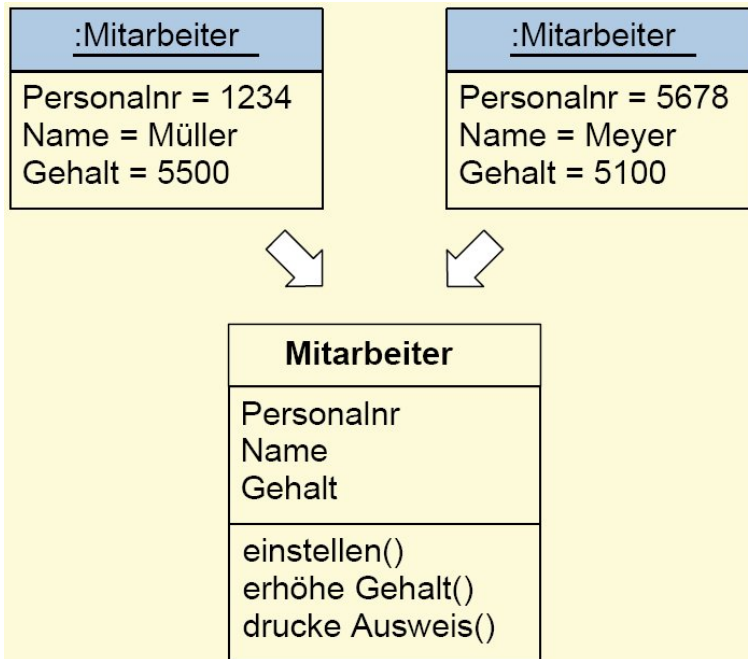 :Mitarbeiter
Personalnr = 1234
Name = Müller
Gehalt = 5500
:Mitarbeiter
Personalnr = 5678
Name = Meyer
Gehalt = 5100
Mitarbeiter
Personalnr
Name
Gehalt
einstellen()
erhöhe Gehalt()
drucke Ausweis()